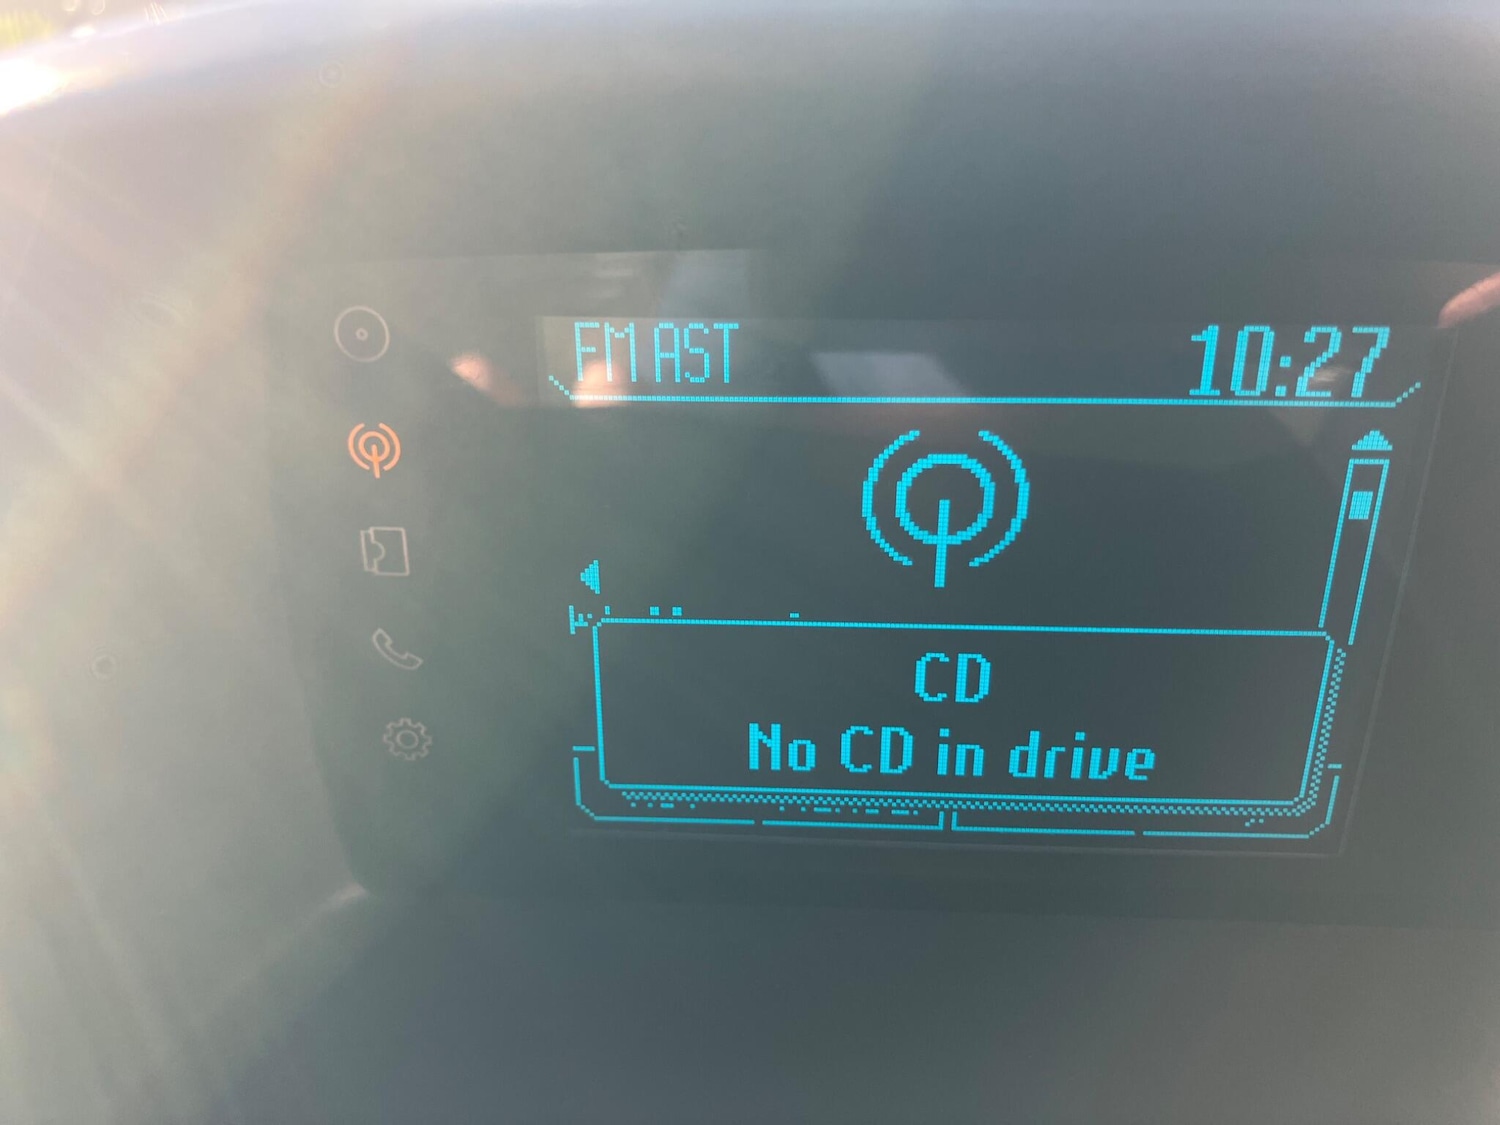 FM AST
10:27
CD
No CD in drive